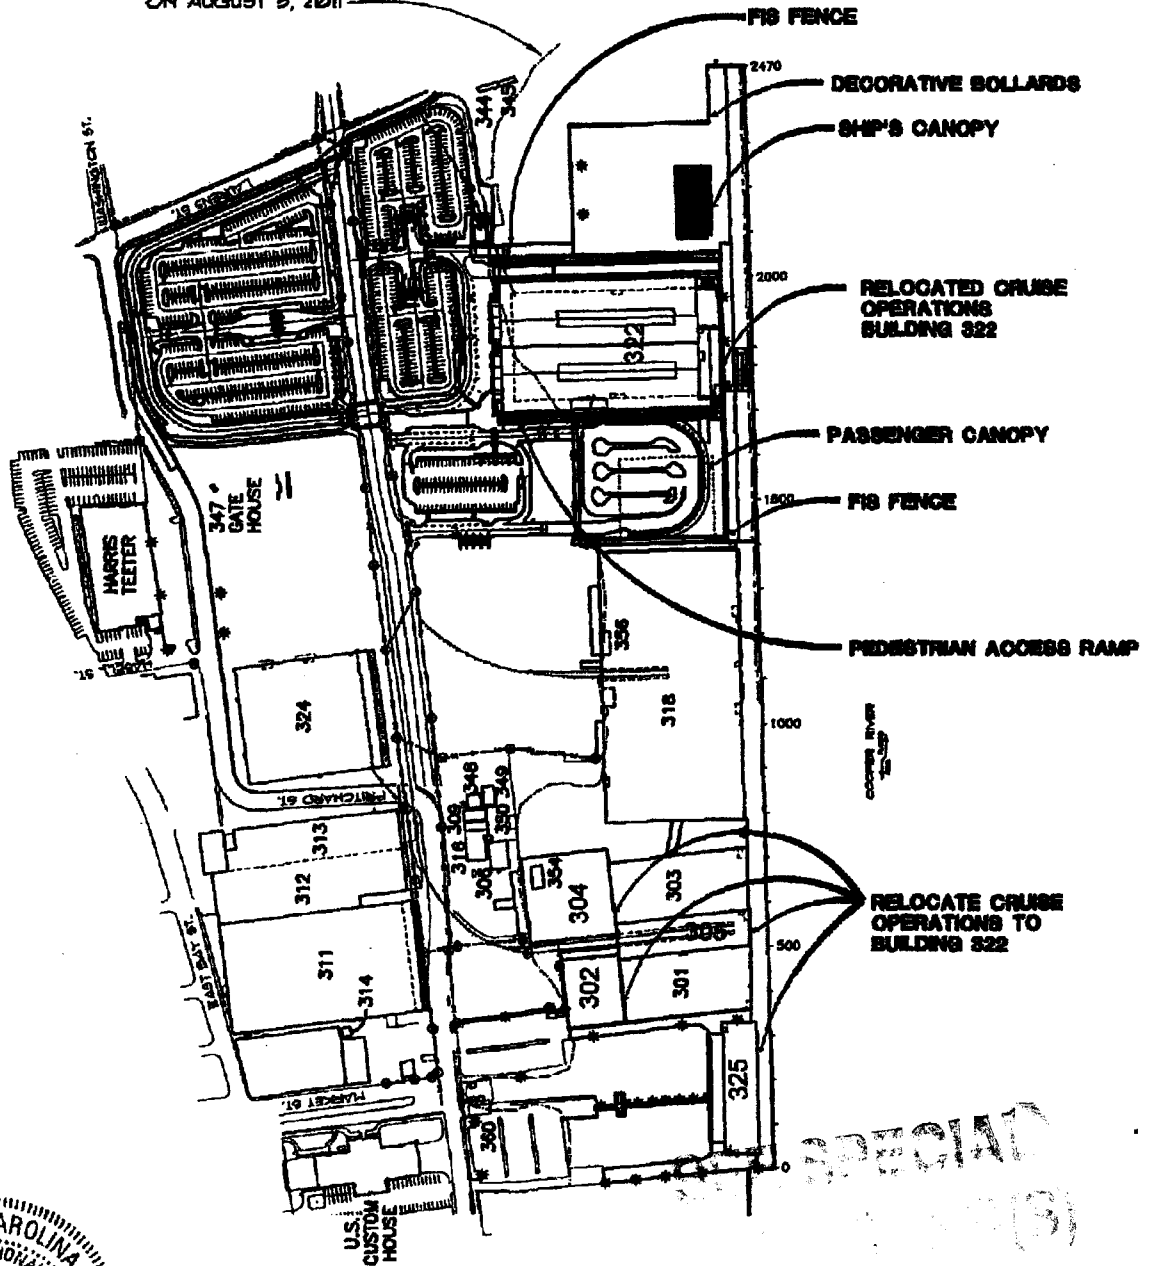 ON AUGUST 5, 2011
FIS FENCE
2470
DECORATIVE BOLLARDS
SHIP'S CANOPY
344
345
WASHINGTON ST.
LAURENS ST.
2000
RELOCATED CRUISE
OPERATIONS
BUILDING 322
322
PASSENGER CANOPY
1500
FIS FENCE
347
GATE
HOUSE
HARRIS
TEETER
356
PEDESTRIAN ACCESS RAMP
HASELL ST.
324
318
1000
COOPER RIVER
PRITCHARD ST.
348
349
309
350
316
313
312
354
304
303
RELOCATE CRUISE
OPERATIONS TO
BUILDING 322
305
500
EAST BAY ST.
311
314
302
301
325
MARKET ST.
360
0
SPECIAL
(S)
U.S.
CUSTOM
HOUSE
AROLINA